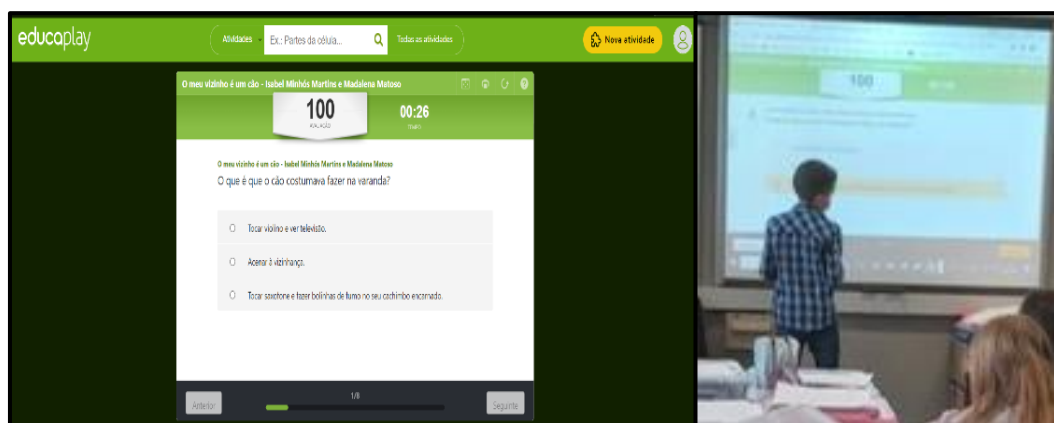 educaplay
Atividades
Ex.: Partes da célula...
Todas as atividades
Nova atividade
O meu vizinho é um cão - Isabel Minhós Martins e Madalena Matoso
100
AVALIAÇÃO
00:26
O meu vizinho é um cão - Isabel Minhós Martins e Madalena Matoso
O que é que o cão costumava fazer na varanda?
Tocar violino e ver televisão.
Acenar à vizinhança.
Tocar saxofone e fazer bolinhas de fumo no seu cachimbo encarnado.
Anterior
1/8
Seguinte
100